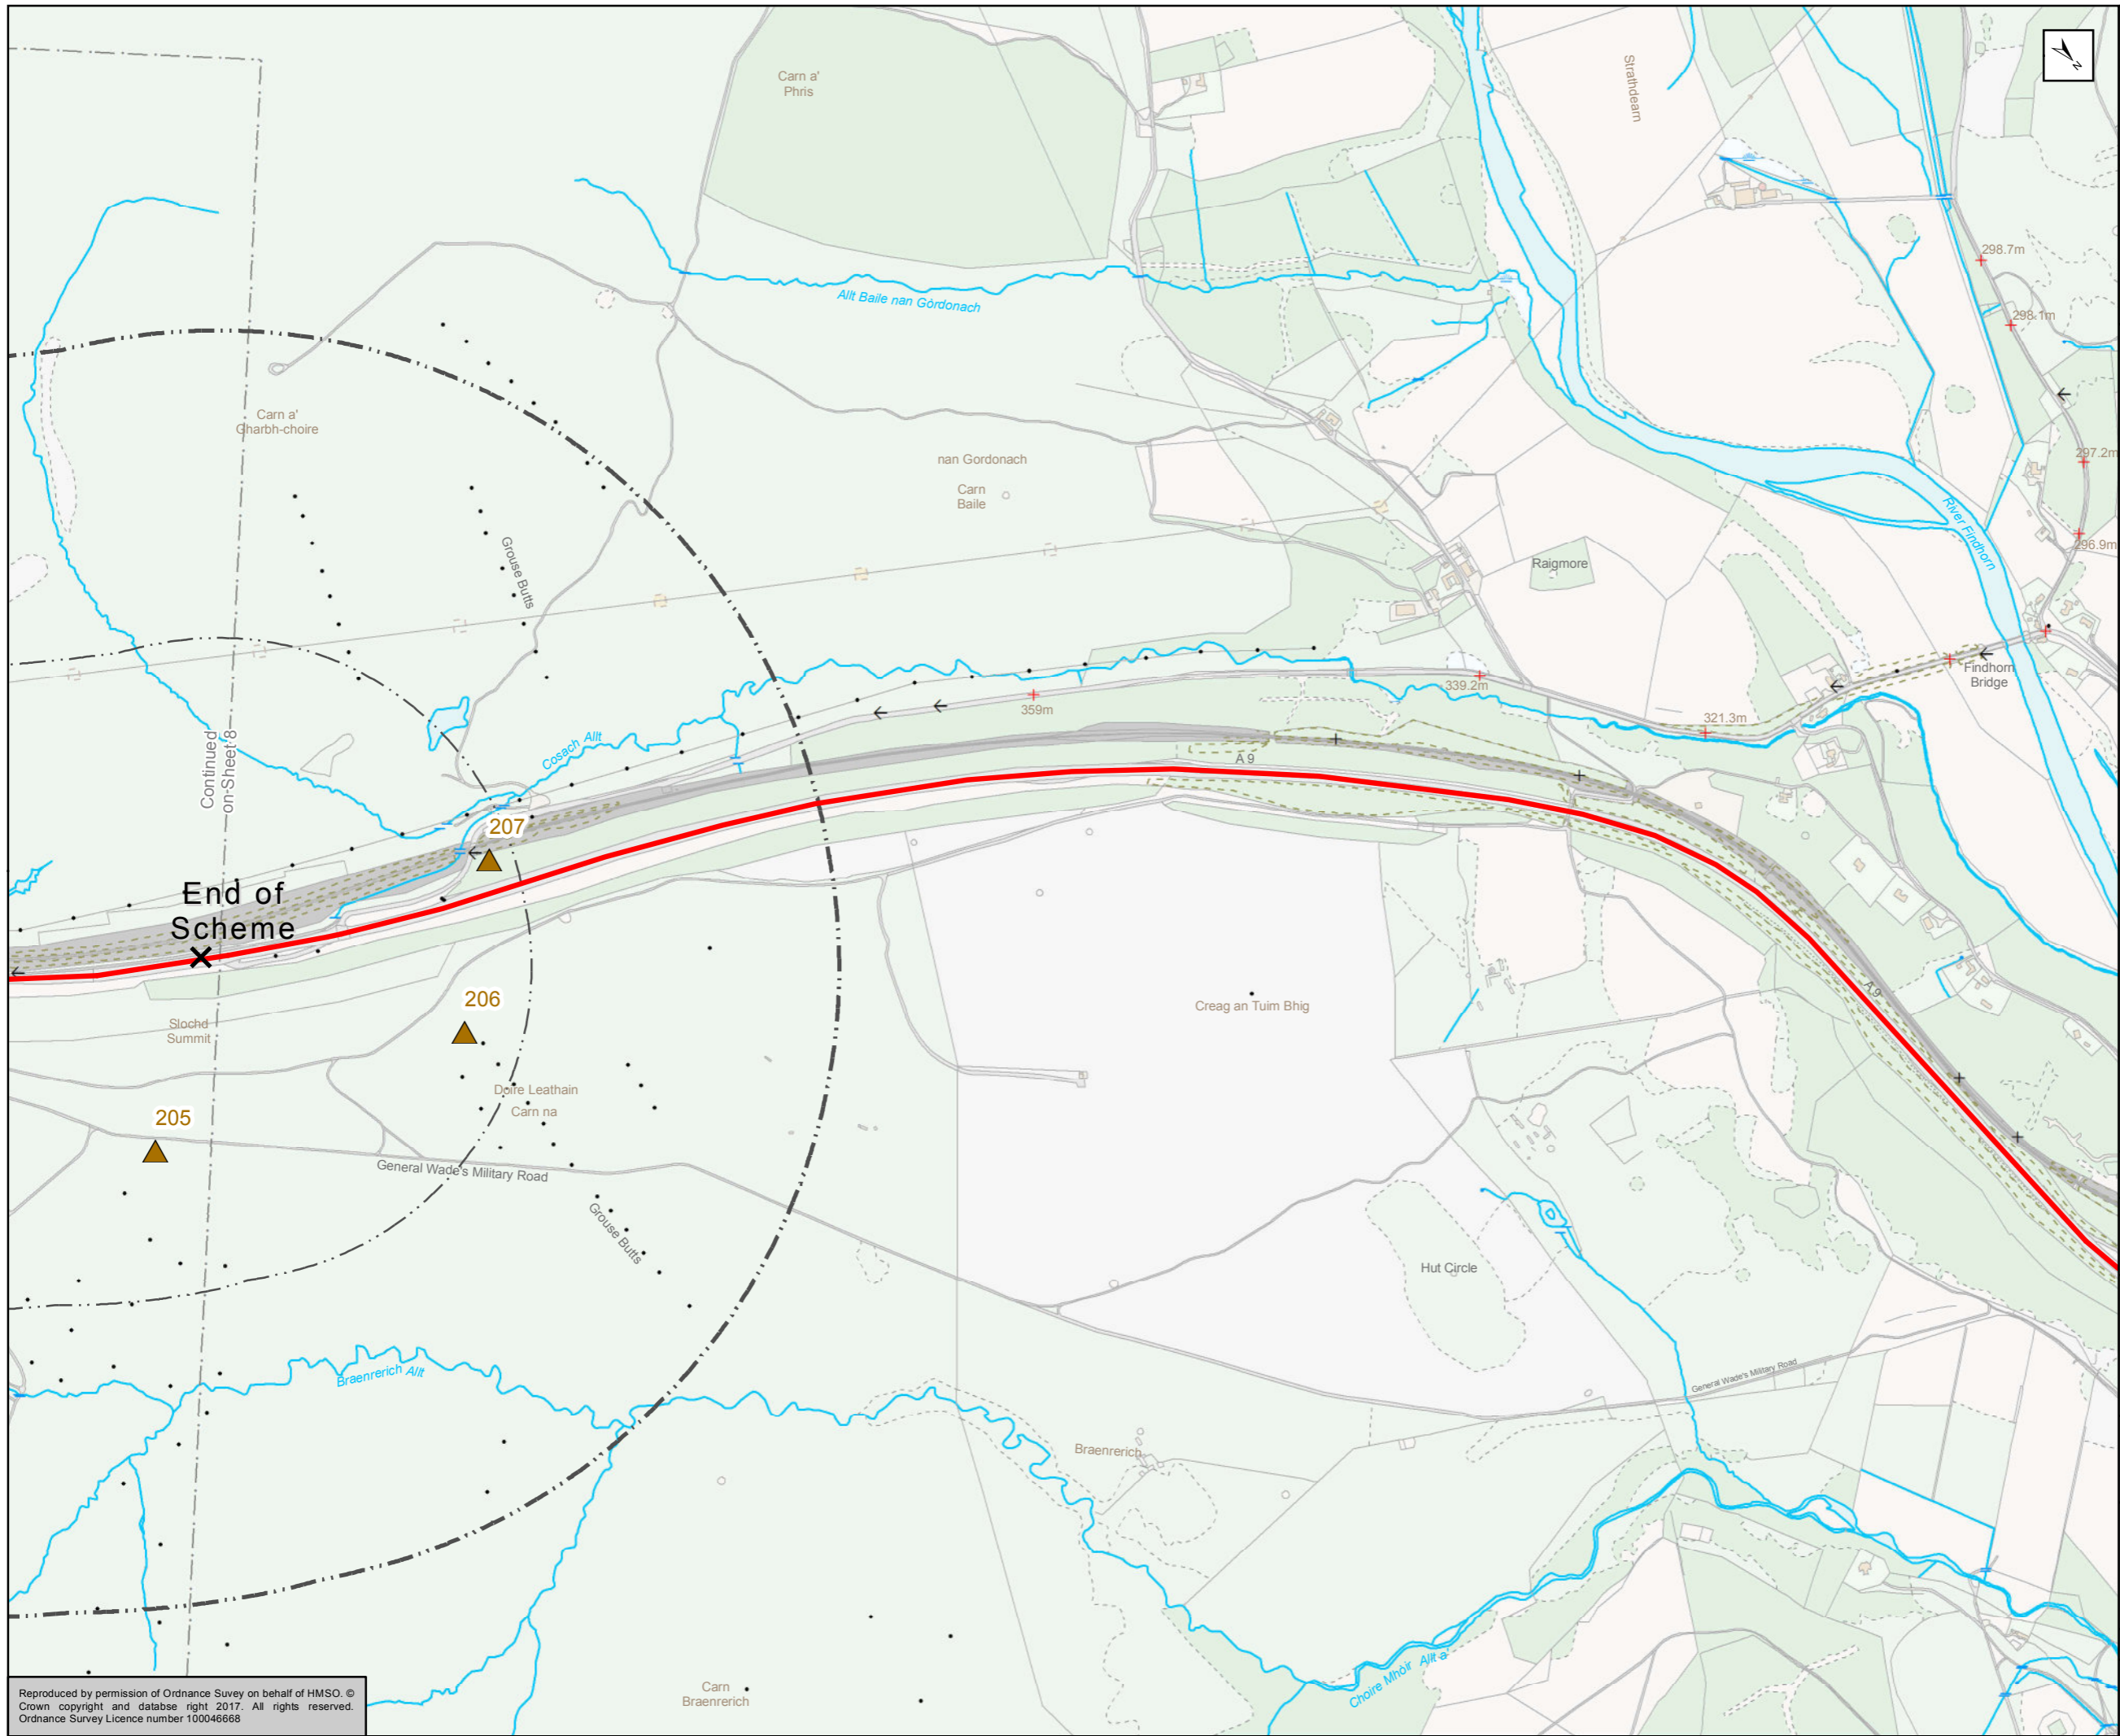 Carn a'
Phris
Strathdearn
N
298.7m
298.1m
Allt Baile nan Gòrdonach
Carn a'
Gharbh-choire
nan Gordonach
Carn
Baile
297.2m
River Findhorn
296.9m
Grouse Butts
Raigmore
Findhorn
Bridge
339.2m
359m
321.3m
Continued
on Sheet 8
Cosach Allt
A 9
207
End of
Scheme
206
A 9
Slochd
Summit
Creag an Tuim Bhig
Doire Leathain
Carn na
205
General Wade's Military Road
Grouse Butts
Hut Circle
Braenrerich Allt
General Wade's Military Road
Braenrerich
Choire Mhòir Allt a
Carn
Braenrerich
Reproduced by permission of Ordnance Suvey on behalf of HMSO. ©
Crown copyright and databse right 2017. All rights reserved.
Ordnance Survey Licence number 100046668